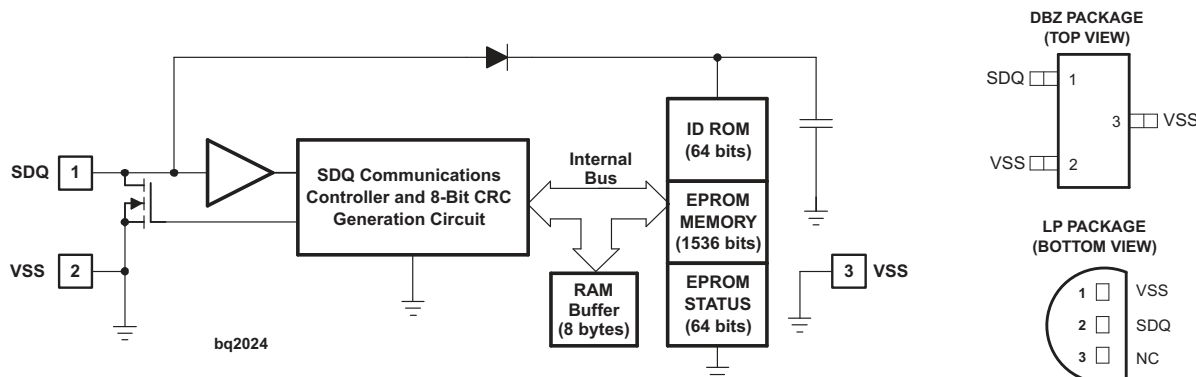 SDQ
1
VSS
2
SDQ Communications
Controller and 8-Bit CRC
Generation Circuit
Internal
Bus
RAM
Buffer
(8 bytes)
ID ROM
(64 bits)
EPROM
MEMORY
(1536 bits)
EPROM
STATUS
(64 bits)
3
VSS
bq2024
DBZ PACKAGE
(TOP VIEW)
SDQ
1
3
VSS
VSS
2
LP PACKAGE
(BOTTOM VIEW)
1
VSS
2
SDQ
3
NC